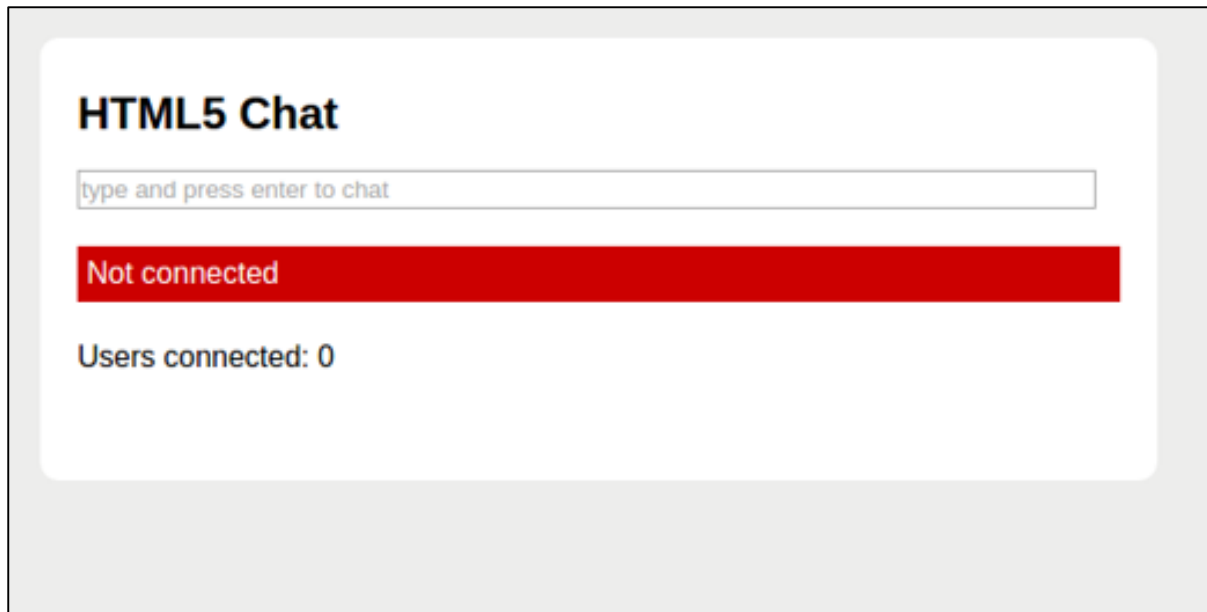 HTML5 Chat
type and press enter to chat
Not connected
Users connected: 0